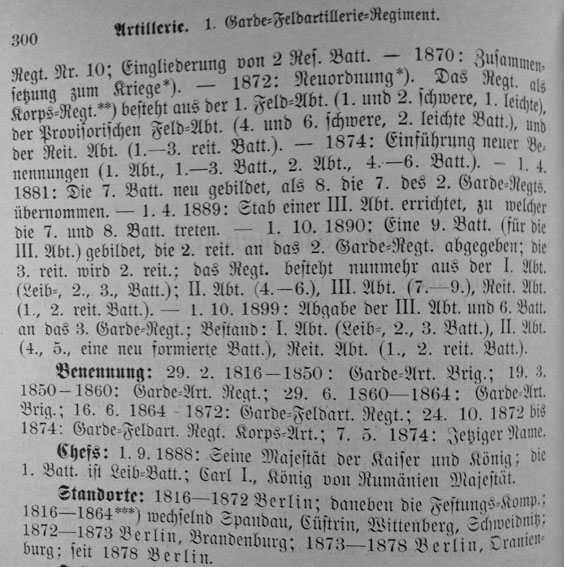 300
Artillerie. 1. Garde-Feldartillerie-Regiment.
Regt. Nr. 10; Eingliederung von 2 Res. Batt. — 1870: Zusammen-
setzung zum Kriege*). — 1872: Neuordnung*). Das Regt. als
Korps-Regt.**) besteht aus der 1. Feld-Abt. (1. und 2. schwere, 1. leichte),
der Provisorischen Feld-Abt. (4. und 6. schwere, 2. leichte Batt.), und
der Reit. Abt. (1.—3. reit. Batt.). — 1874: Einführung neuer Be-
nennungen (1. Abt., 1.—3. Batt., 2. Abt., 4.—6. Batt.). — 1. 4.
1881: Die 7. Batt. neu gebildet, als 8. die 7. des 2. Garde-Regts.
übernommen. — 1. 4. 1889: Stab einer III. Abt. errichtet, zu welcher
die 7. und 8. Batt. treten. — 1. 10. 1890: Eine 9. Batt. (für die
III. Abt.) gebildet, die 2. reit. an das 2. Garde-Regt. abgegeben; die
3. reit. wird 2. reit.; das Regt. besteht nunmehr aus der I. Abt.
(Leib-, 2., 3., Batt.); II. Abt. (4.—6.), III. Abt. (7.—9.), Reit. Abt.
(1., 2. reit. Batt.). — 1. 10. 1899: Abgabe der III. Abt. und 6. Batt.
an das 3. Garde-Regt.; Bestand: I. Abt. (Leib-, 2., 3. Batt.), II. Abt.
(4., 5., eine neu formierte Batt.), Reit. Abt. (1., 2. reit. Batt.).
Benennung: 29. 2. 1816—1850: Garde-Art. Brig.; 19. 3.
1850—1860: Garde-Art. Regt.; 29. 6. 1860—1864: Garde-Art.
Brig.; 16. 6. 1864 - 1872: Garde-Feldart. Regt.; 24. 10. 1872 bis
1874: Garde-Feldart. Regt. Korps-Art.; 7. 5. 1874: Jetziger Name.
Chefs: 1. 9. 1888: Seine Majestät der Kaiser und König; die
1. Batt. ist Leib-Batt.; Carl I., König von Rumänien Majestät.
Standorte: 1816—1872 Berlin; daneben die Festungs-Komp.;
1816—1864***) wechselnd Spandau, Cüstrin, Wittenberg, Schweidnitz;
1872—1873 Berlin, Brandenburg; 1873—1878 Berlin, Oranien-
burg; seit 1878 Berlin.